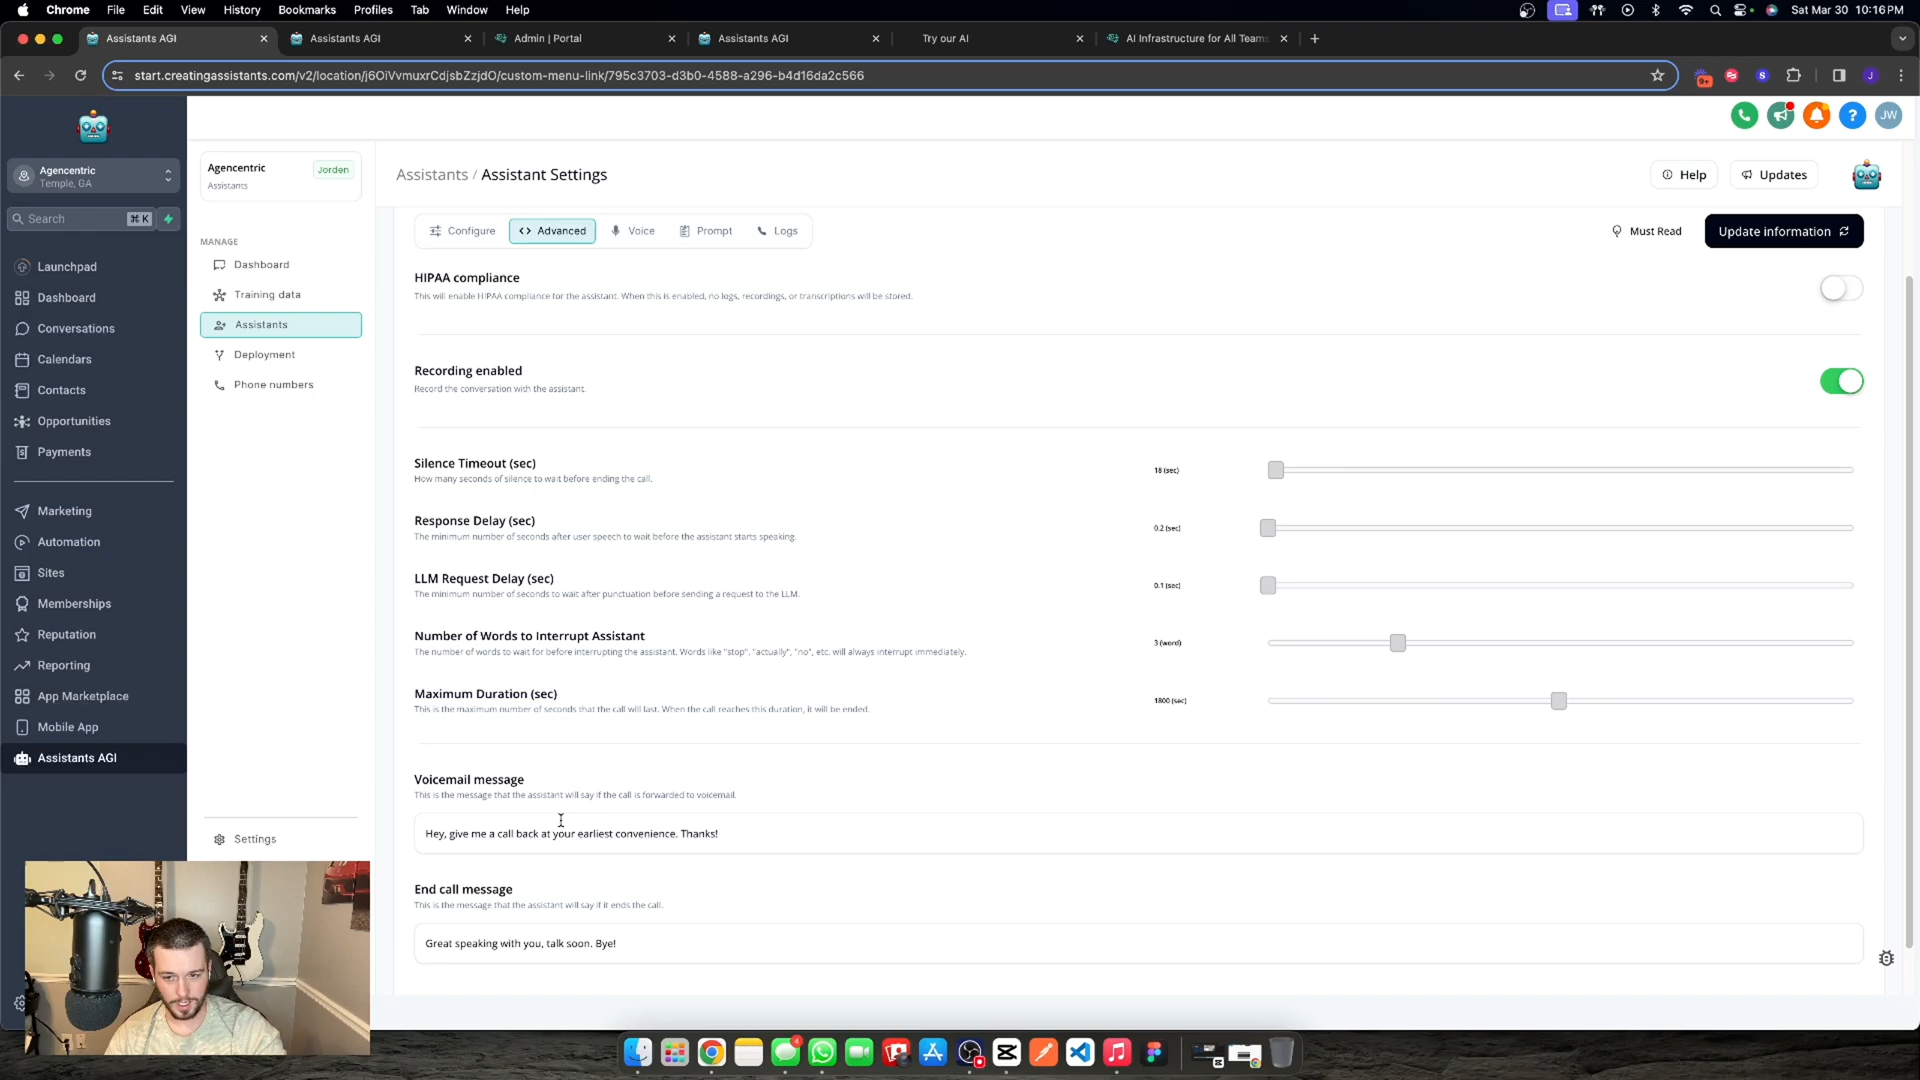 Chrome File Edit View History Bookmarks Profiles Tab Window Help
Sat Mar 30 10:16 PM
Assistants AGI
Assistants AGI
Admin | Portal
Assistants AGI
Try our AI
AI Infrastructure for All Teams
start.creatingassistants.com/v2/location/j6OiVvmuxrCdjsbZzjdO/custom-menu-link/795c3703-d3b0-4588-a296-b4d16da2c566
9+
S
J
JW
Agencentric
Temple, GA
Search
⌘ K
Launchpad
Dashboard
Conversations
Calendars
Contacts
Opportunities
Payments
Marketing
Automation
Sites
Memberships
Reputation
Reporting
App Marketplace
Mobile App
Assistants AGI
Agencentric
Jorden
Assistants
MANAGE
Dashboard
Training data
Assistants
Deployment
Phone numbers
Settings
Assistants / Assistant Settings
Help
Updates
Configure
Advanced
Voice
Prompt
Logs
Must Read
Update information
HIPAA compliance
This will enable HIPAA compliance for the assistant. When this is enabled, no logs, recordings, or transcriptions will be stored.
Recording enabled
Record the conversation with the assistant.
Silence Timeout (sec)
How many seconds of silence to wait before ending the call.
18 (sec)
Response Delay (sec)
The minimum number of seconds after user speech to wait before the assistant starts speaking.
0.2 (sec)
LLM Request Delay (sec)
The minimum number of seconds to wait after punctuation before sending a request to the LLM.
0.1 (sec)
Number of Words to Interrupt Assistant
The number of words to wait for before interrupting the assistant. Words like "stop", "actually", "no", etc. will always interrupt immediately.
3 (word)
Maximum Duration (sec)
This is the maximum number of seconds that the call will last. When the call reaches this duration, it will be ended.
1800 (sec)
Voicemail message
This is the message that the assistant will say if the call is forwarded to voicemail.
Hey, give me a call back at your earliest convenience. Thanks!
End call message
This is the message that the assistant will say if it ends the call.
Great speaking with you, talk soon. Bye!